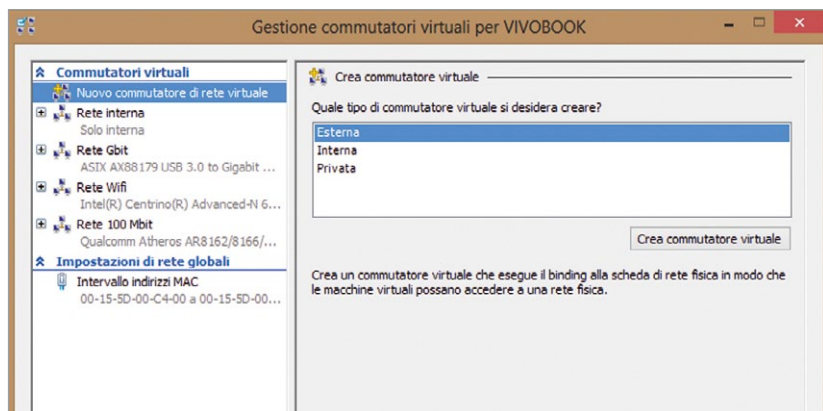 Gestione commutatori virtuali per VIVOBOOK
Commutatori virtuali
Nuovo commutatore di rete virtuale
Rete interna
Solo interna
Rete Gbit
ASIX AX88179 USB 3.0 to Gigabit ...
Rete Wifi
Intel(R) Centrino(R) Advanced-N 6...
Rete 100 Mbit
Qualcomm Atheros AR8162/8166/...
Impostazioni di rete globali
Intervallo indirizzi MAC
00-15-5D-00-C4-00 a 00-15-5D-00...
Crea commutatore virtuale
Quale tipo di commutatore virtuale si desidera creare?
Esterna
Interna
Privata
Crea commutatore virtuale
Crea un commutatore virtuale che esegue il binding alla scheda di rete fisica in modo che
le macchine virtuali possano accedere a una rete fisica.